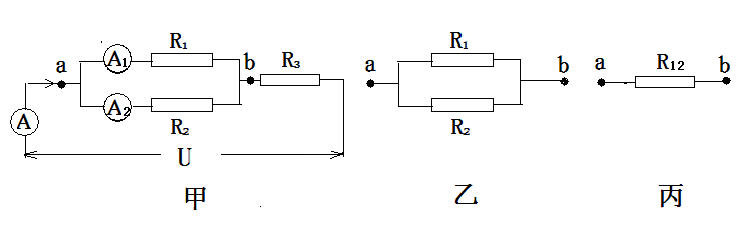 a
A₁
R₁
b
R₃
A
A₂
R₂
U
甲
a
R₁
b
R₂
乙
a
R₁₂
b
丙